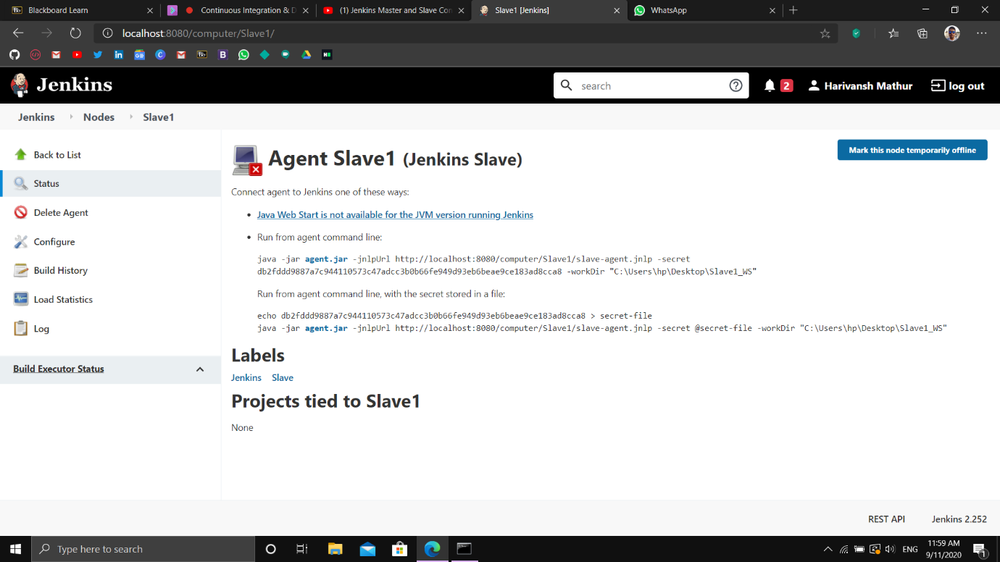 Blackboard Learn
Continuous Integration & D
(1) Jenkins Master and Slave Con
Slave1 [Jenkins]
WhatsApp
localhost:8080/computer/Slave1/
Jenkins
search
2
Harivansh Mathur
log out
Jenkins
Nodes
Slave1
Back to List
Status
Delete Agent
Configure
Build History
Load Statistics
Log
Build Executor Status
Agent Slave1 (Jenkins Slave)
Mark this node temporarily offline
Connect agent to Jenkins one of these ways:
Java Web Start is not available for the JVM version running Jenkins
Run from agent command line:
java -jar agent.jar -jnlpUrl http://localhost:8080/computer/Slave1/slave-agent.jnlp -secret
db2fddd9887a7c944110573c47adcc3b0b66fe949d93eb6beae9ce183ad8cca8 -workDir "C:\Users\hp\Desktop\Slave1_WS"
Run from agent command line, with the secret stored in a file:
echo db2fddd9887a7c944110573c47adcc3b0b66fe949d93eb6beae9ce183ad8cca8 > secret-file
java -jar agent.jar -jnlpUrl http://localhost:8080/computer/Slave1/slave-agent.jnlp -secret @secret-file -workDir "C:\Users\hp\Desktop\Slave1_WS"
Labels
Jenkins Slave
Projects tied to Slave1
None
REST API
Jenkins 2.252
Type here to search
ENG
11:59 AM
9/11/2020
1